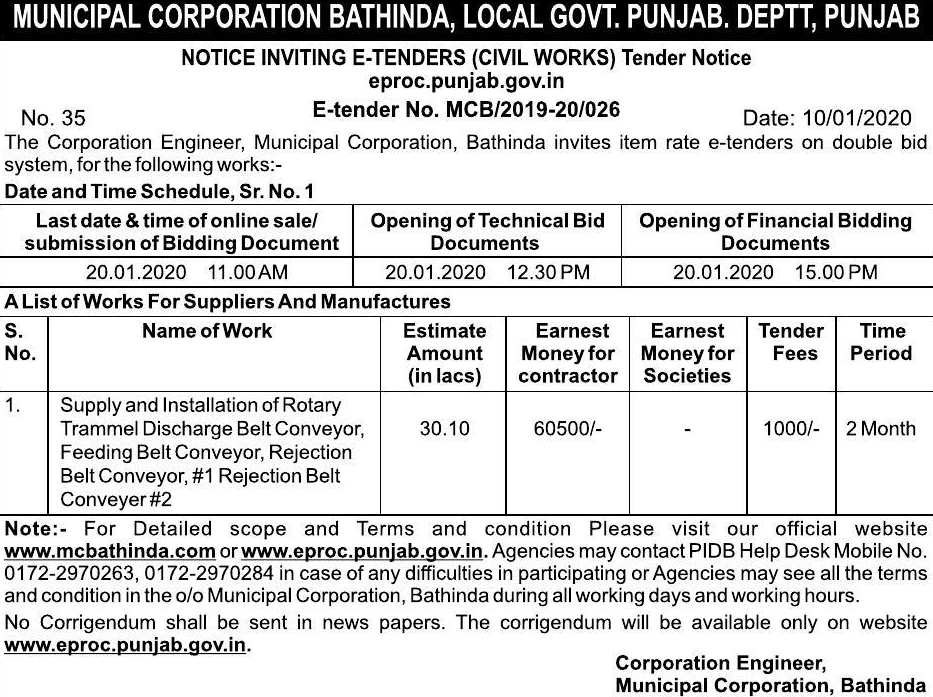 MUNICIPAL CORPORATION BATHINDA, LOCAL GOVT. PUNJAB. DEPTT, PUNJAB
NOTICE INVITING E-TENDERS (CIVIL WORKS) Tender Notice
eproc.punjab.gov.in
No. 35 E-tender No. MCB/2019-20/026 Date: 10/01/2020
The Corporation Engineer, Municipal Corporation, Bathinda invites item rate e-tenders on double bid
system, for the following works:-
Date and Time Schedule, Sr. No. 1
Last date & time of online sale/
submission of Bidding Document
Opening of Technical Bid
Documents
Opening of Financial Bidding
Documents
20.01.2020 11.00 AM
20.01.2020 12.30 PM
20.01.2020 15.00 PM
A List of Works For Suppliers And Manufactures
S.
No.
Name of Work
Estimate
Amount
(in lacs)
Earnest
Money for
contractor
Earnest
Money for
Societies
Tender
Fees
Time
Period
1.
Supply and Installation of Rotary
Trammel Discharge Belt Conveyor,
Feeding Belt Conveyor, Rejection
Belt Conveyor, #1 Rejection Belt
Conveyer #2
30.10
60500/-
-
1000/-
2 Month
Note:- For Detailed scope and Terms and condition Please visit our official website
www.mcbathinda.com or www.eproc.punjab.gov.in. Agencies may contact PIDB Help Desk Mobile No.
0172-2970263, 0172-2970284 in case of any difficulties in participating or Agencies may see all the terms
and condition in the o/o Municipal Corporation, Bathinda during all working days and working hours.
No Corrigendum shall be sent in news papers. The corrigendum will be available only on website
www.eproc.punjab.gov.in.
Corporation Engineer,
Municipal Corporation, Bathinda